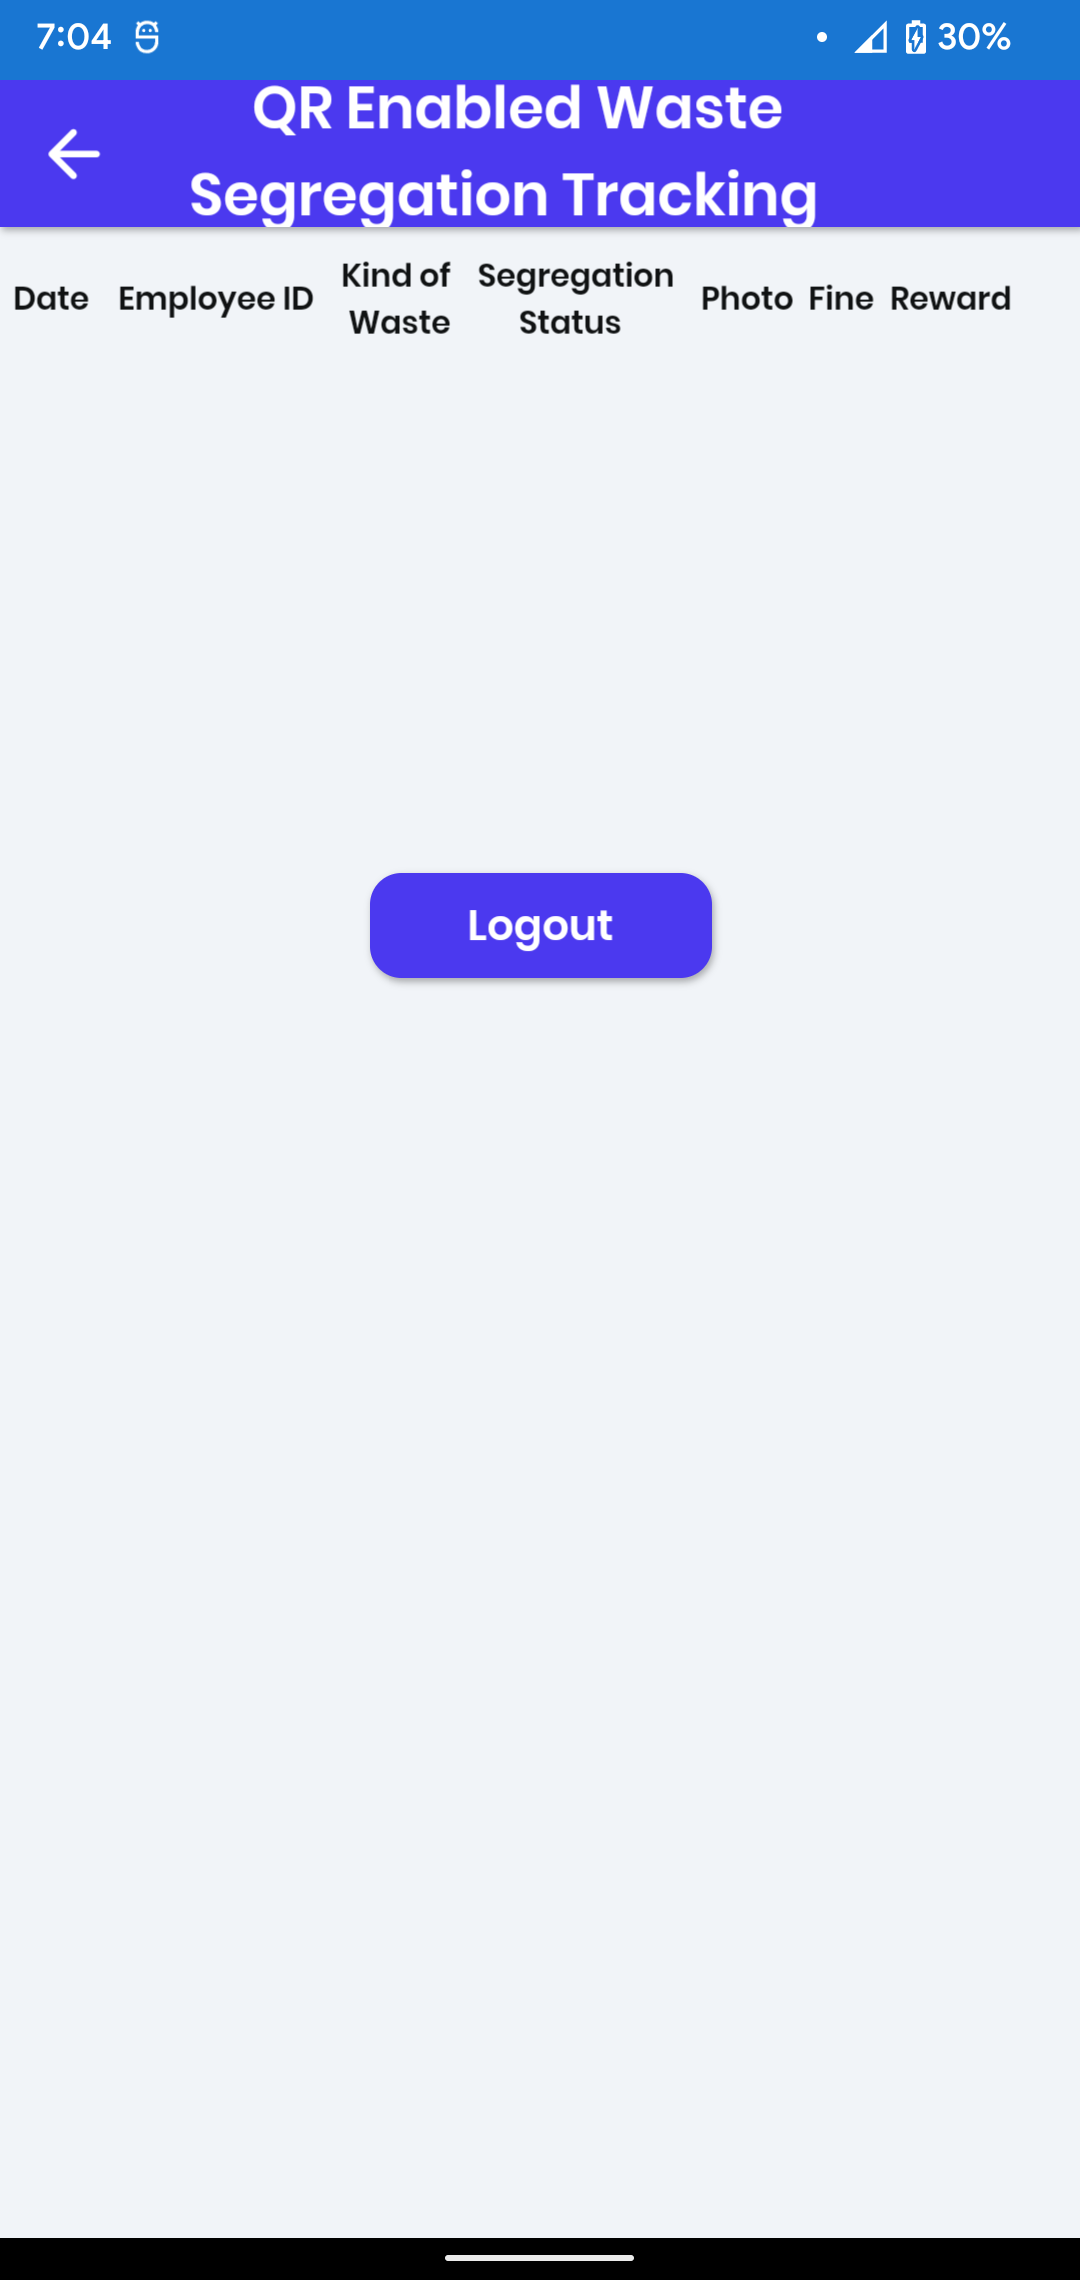 7:04 30%
QR Enabled Waste
Segregation Tracking
Date Employee ID Kind of Waste Segregation Status Photo Fine Reward
Logout